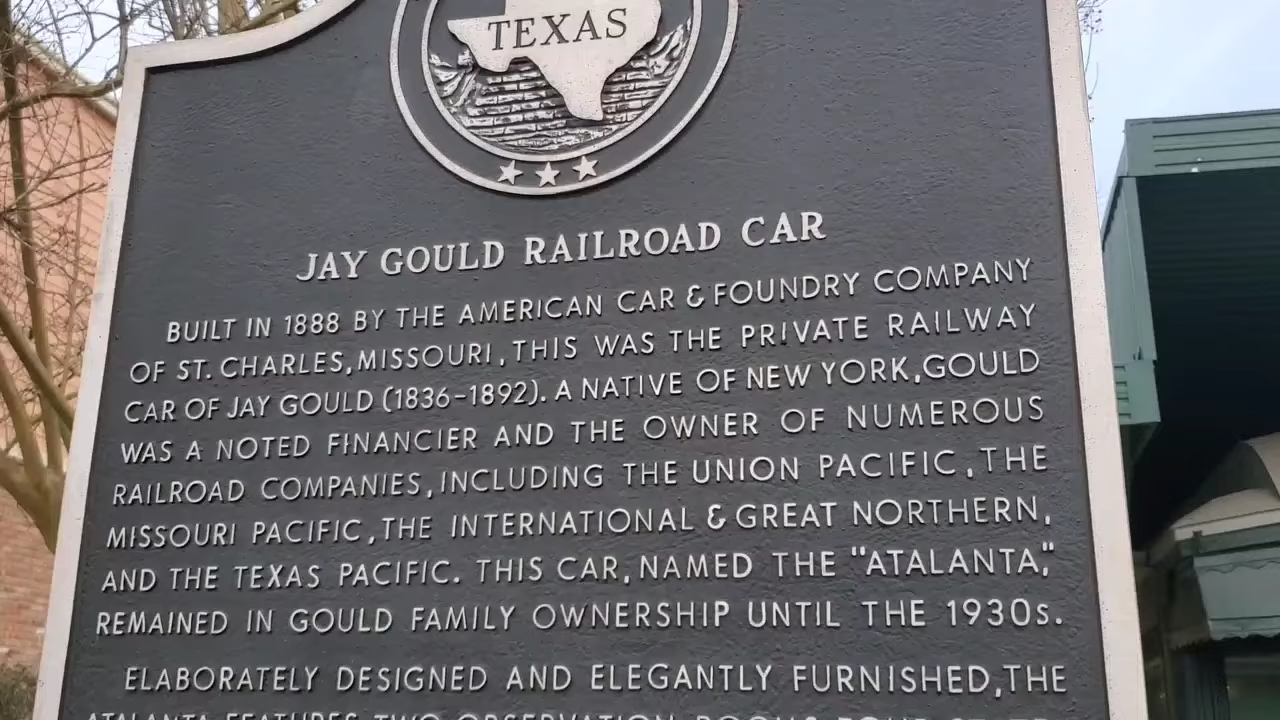 TEXAS
JAY GOULD RAILROAD CAR
BUILT IN 1888 BY THE AMERICAN CAR & FOUNDRY COMPANY
OF ST. CHARLES, MISSOURI, THIS WAS THE PRIVATE RAILWAY
CAR OF JAY GOULD (1836-1892). A NATIVE OF NEW YORK, GOULD
WAS A NOTED FINANCIER AND THE OWNER OF NUMEROUS
RAILROAD COMPANIES, INCLUDING THE UNION PACIFIC, THE
MISSOURI PACIFIC, THE INTERNATIONAL & GREAT NORTHERN,
AND THE TEXAS PACIFIC. THIS CAR, NAMED THE "ATALANTA,"
REMAINED IN GOULD FAMILY OWNERSHIP UNTIL THE 1930s.
ELABORATELY DESIGNED AND ELEGANTLY FURNISHED, THE
ATALANTA FEATURES TWO OBSERVATION ROOMS